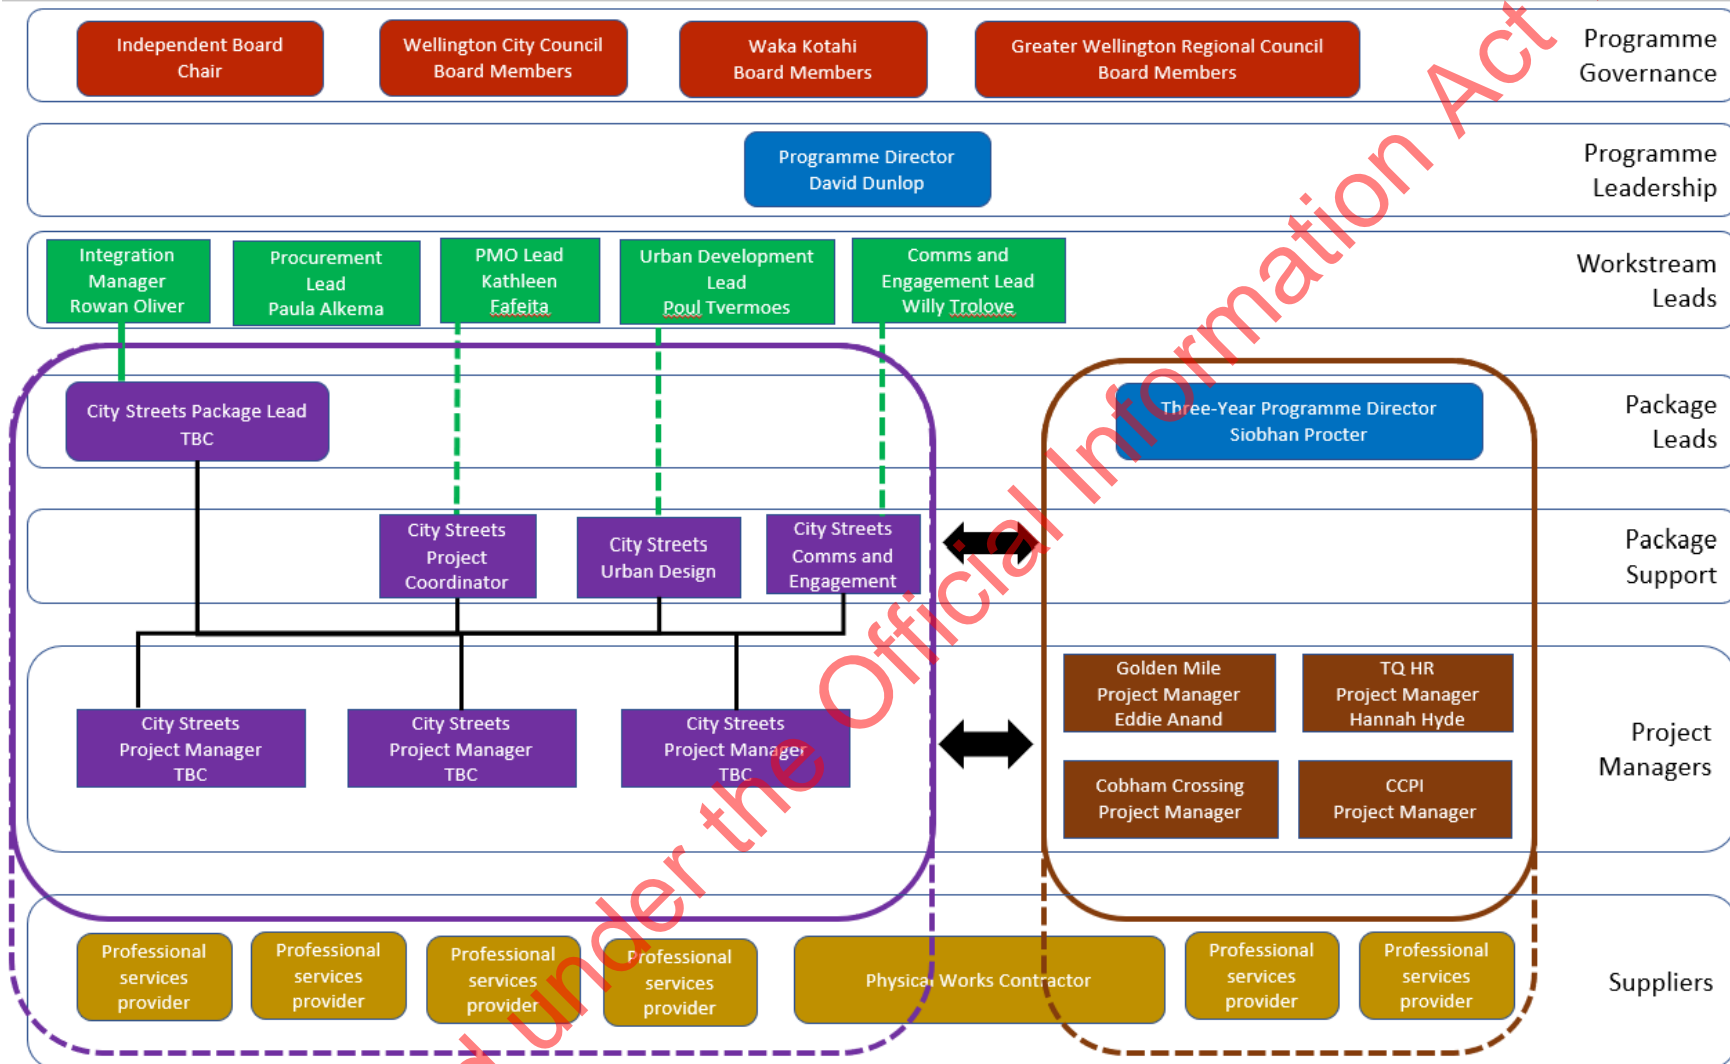 Independent Board
Chair
Wellington City Council
Board Members
Waka Kotahi
Board Members
Greater Wellington Regional Council
Board Members
Programme
Governance
Programme Director
David Dunlop
Programme
Leadership
Integration
Manager
Rowan Oliver
Procurement
Lead
Paula Alkema
PMO Lead
Kathleen
Fafeita
Urban Development
Lead
Poul Tvermoes
Comms and
Engagement Lead
Willy Trolove
Workstream
Leads
City Streets Package Lead
TBC
Three-Year Programme Director
Siobhan Procter
Package
Leads
City Streets
Project
Coordinator
City Streets
Urban Design
City Streets
Comms and
Engagement
Package
Support
City Streets
Project Manager
TBC
City Streets
Project Manager
TBC
City Streets
Project Manager
TBC
Golden Mile
Project Manager
Eddie Anand
TQ HR
Project Manager
Hannah Hyde
Cobham Crossing
Project Manager
CCPI
Project Manager
Project
Managers
Professional
services
provider
Professional
services
provider
Professional
services
provider
Professional
services
provider
Physical Works Contractor
Professional
services
provider
Professional
services
provider
Suppliers
under the Official Information Act